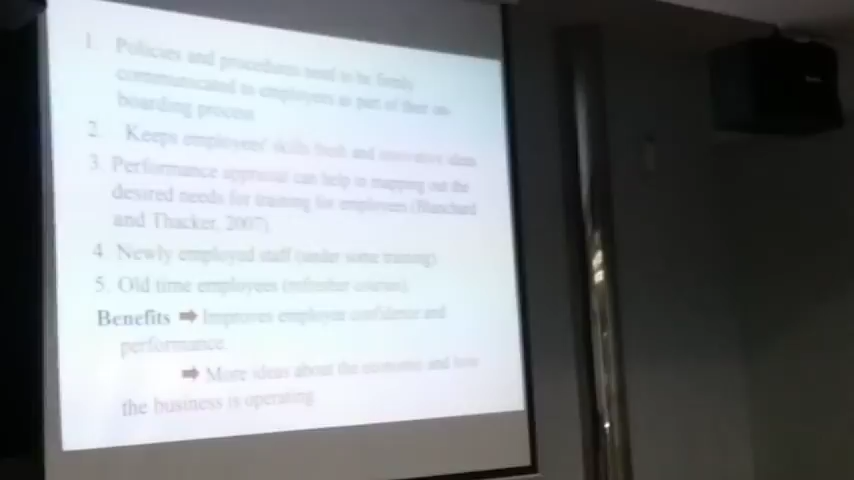 1. Policies and procedures need to be firmly
communicated to employees as part of their on-
boarding process
2. Keeps employees' skills fresh and innovative ideas
3. Performance appraisal can help in mapping out the
desired needs for training for employees (Blanchard
and Thacker, 2007)
4. Newly employed staff (under some training)
5. Old time employees (refresher courses)
Benefits ➡ Improves employee confidence and
performance.
➡ More ideas about the economy and how
the business is operating